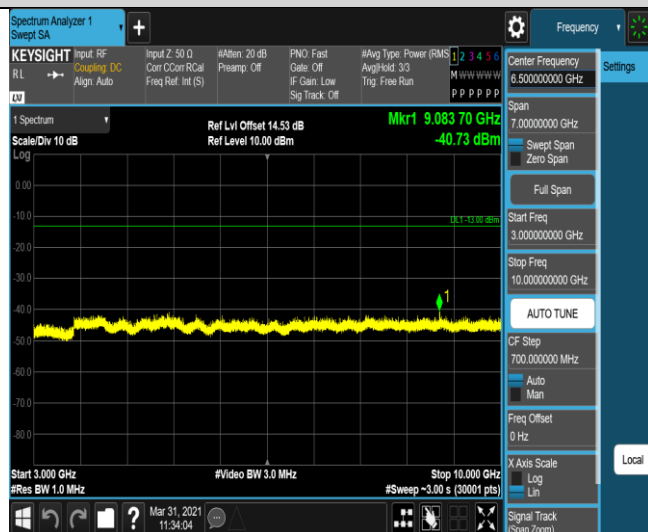 Spectrum Analyzer 1
Swept SA
+
Frequency
KEYSIGHT
RL
LXI
Input: RF
Coupling: DC
Align: Auto
Input Z: 50 Ω
Corr CCorr RCal
Freq Ref: Int (S)
#Atten: 20 dB
Preamp: Off
PNO: Fast
Gate: Off
IF Gain: Low
Sig Track: Off
#Avg Type: Power (RMS
Avg|Hold: 3/3
Trig: Free Run
1 2 3 4 5 6
M W W W W W
P P P P P P
1 Spectrum
Scale/Div 10 dB
Ref Lvl Offset 14.53 dB
Ref Level 10.00 dBm
Mkr1 9.083 70 GHz
-40.73 dBm
Log
0.00
-10.0
-20.0
-30.0
-40.0
-50.0
-60.0
-70.0
-80.0
DL1 -13.00 dBm
1
Start 3.000 GHz
#Res BW 1.0 MHz
#Video BW 3.0 MHz
Stop 10.000 GHz
#Sweep ~3.00 s (30001 pts)
?
Mar 31, 2021
11:34:04
Center Frequency
6.500000000 GHz
Span
7.00000000 GHz
Swept Span
Zero Span
Full Span
Start Freq
3.000000000 GHz
Stop Freq
10.000000000 GHz
AUTO TUNE
CF Step
700.000000 MHz
Auto
Man
Freq Offset
0 Hz
X Axis Scale
Log
Lin
Signal Track
(Span Zoom)
Settings
Local